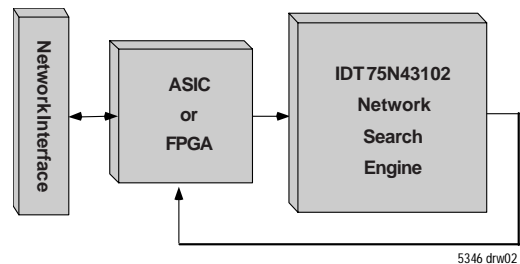 NetworkInterface
ASIC
or
FPGA
IDT75N43102
Network
Search
Engine
5346 drw02